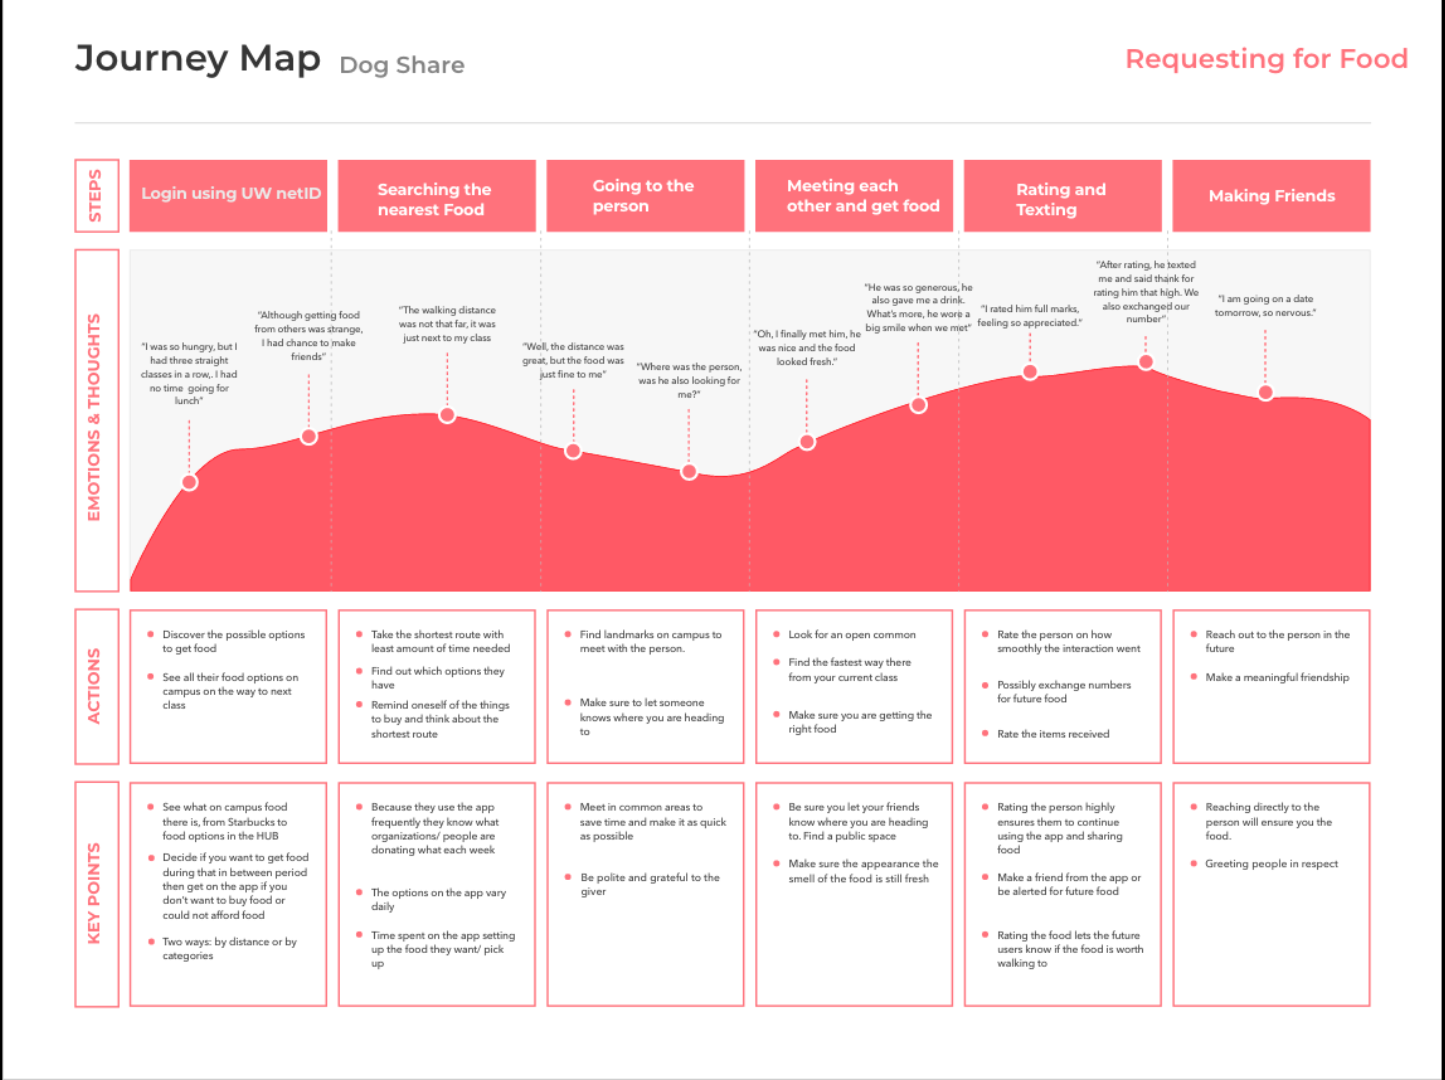 Journey Map Dog Share
Requesting for Food
STEPS
Login using UW netID
Searching the
nearest Food
Going to the
person
Meeting each
other and get food
Rating and
Texting
Making Friends
EMOTIONS & THOUGHTS
“I was so hungry, but I
had three straight
classes in a row,. I had
no time going for
lunch”
“Although getting food
from others was strange,
I had chance to make
friends”
“The walking distance
was not that far, it was
just next to my class
“Well, the distance was
great, but the food was
just fine to me”
“Where was the person,
was he also looking for
me?”
“Oh, I finally met him, he
was nice and the food
looked fresh.”
“He was so generous, he
also gave me a drink.
What’s more, he wore a
big smile when we met”
“I rated him full marks,
feeling so appreciated.”
“After rating, he texted
me and said thank for
rating him that high. We
also exchanged our
number”
“I am going on a date
tomorrow, so nervous.”
ACTIONS
Discover the possible options
to get food
See all their food options on
campus on the way to next
class
Take the shortest route with
least amount of time needed
Find out which options they
have
Remind oneself of the things
to buy and think about the
shortest route
Find landmarks on campus to
meet with the person.
Make sure to let someone
knows where you are heading
to
Look for an open common
Find the fastest way there
from your current class
Make sure you are getting the
right food
Rate the person on how
smoothly the interaction went
Possibly exchange numbers
for future food
Rate the items received
Reach out to the person in the
future
Make a meaningful friendship
KEY POINTS
See what on campus food
there is, from Starbucks to
food options in the HUB
Decide if you want to get food
during that in between period
then get on the app if you
don’t want to buy food or
could not afford food
Two ways: by distance or by
categories
Because they use the app
frequently they know what
organizations/ people are
donating what each week
The options on the app vary
daily
Time spent on the app setting
up the food they want/ pick
up
Meet in common areas to
save time and make it as quick
as possible
Be polite and grateful to the
giver
Be sure you let your friends
know where you are heading
to. Find a public space
Make sure the appearance the
smell of the food is still fresh
Rating the person highly
ensures them to continue
using the app and sharing
food
Make a friend from the app or
be alerted for future food
Rating the food lets the future
users know if the food is worth
walking to
Reaching directly to the
person will ensure you the
food.
Greeting people in respect